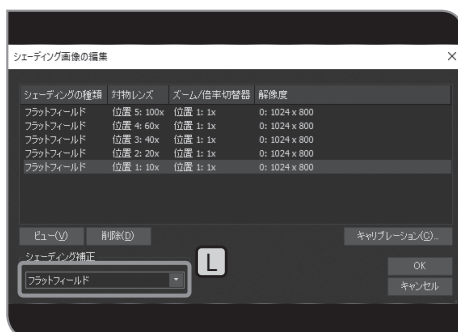 シェーディング画像の編集
シェーディングの種類 対物レンズ ズーム/倍率切替器 解像度
フラットフィールド 位置 5: 100x 位置 1: 1x 0: 1024 x 800
フラットフィールド 位置 4: 60x 位置 1: 1x 0: 1024 x 800
フラットフィールド 位置 3: 40x 位置 1: 1x 0: 1024 x 800
フラットフィールド 位置 2: 20x 位置 1: 1x 0: 1024 x 800
フラットフィールド 位置 1: 10x 位置 1: 1x 0: 1024 x 800
ビュー(V) 削除(D) キャリブレーション(C)...
シェーディング補正
フラットフィールド
L
OK
キャンセル